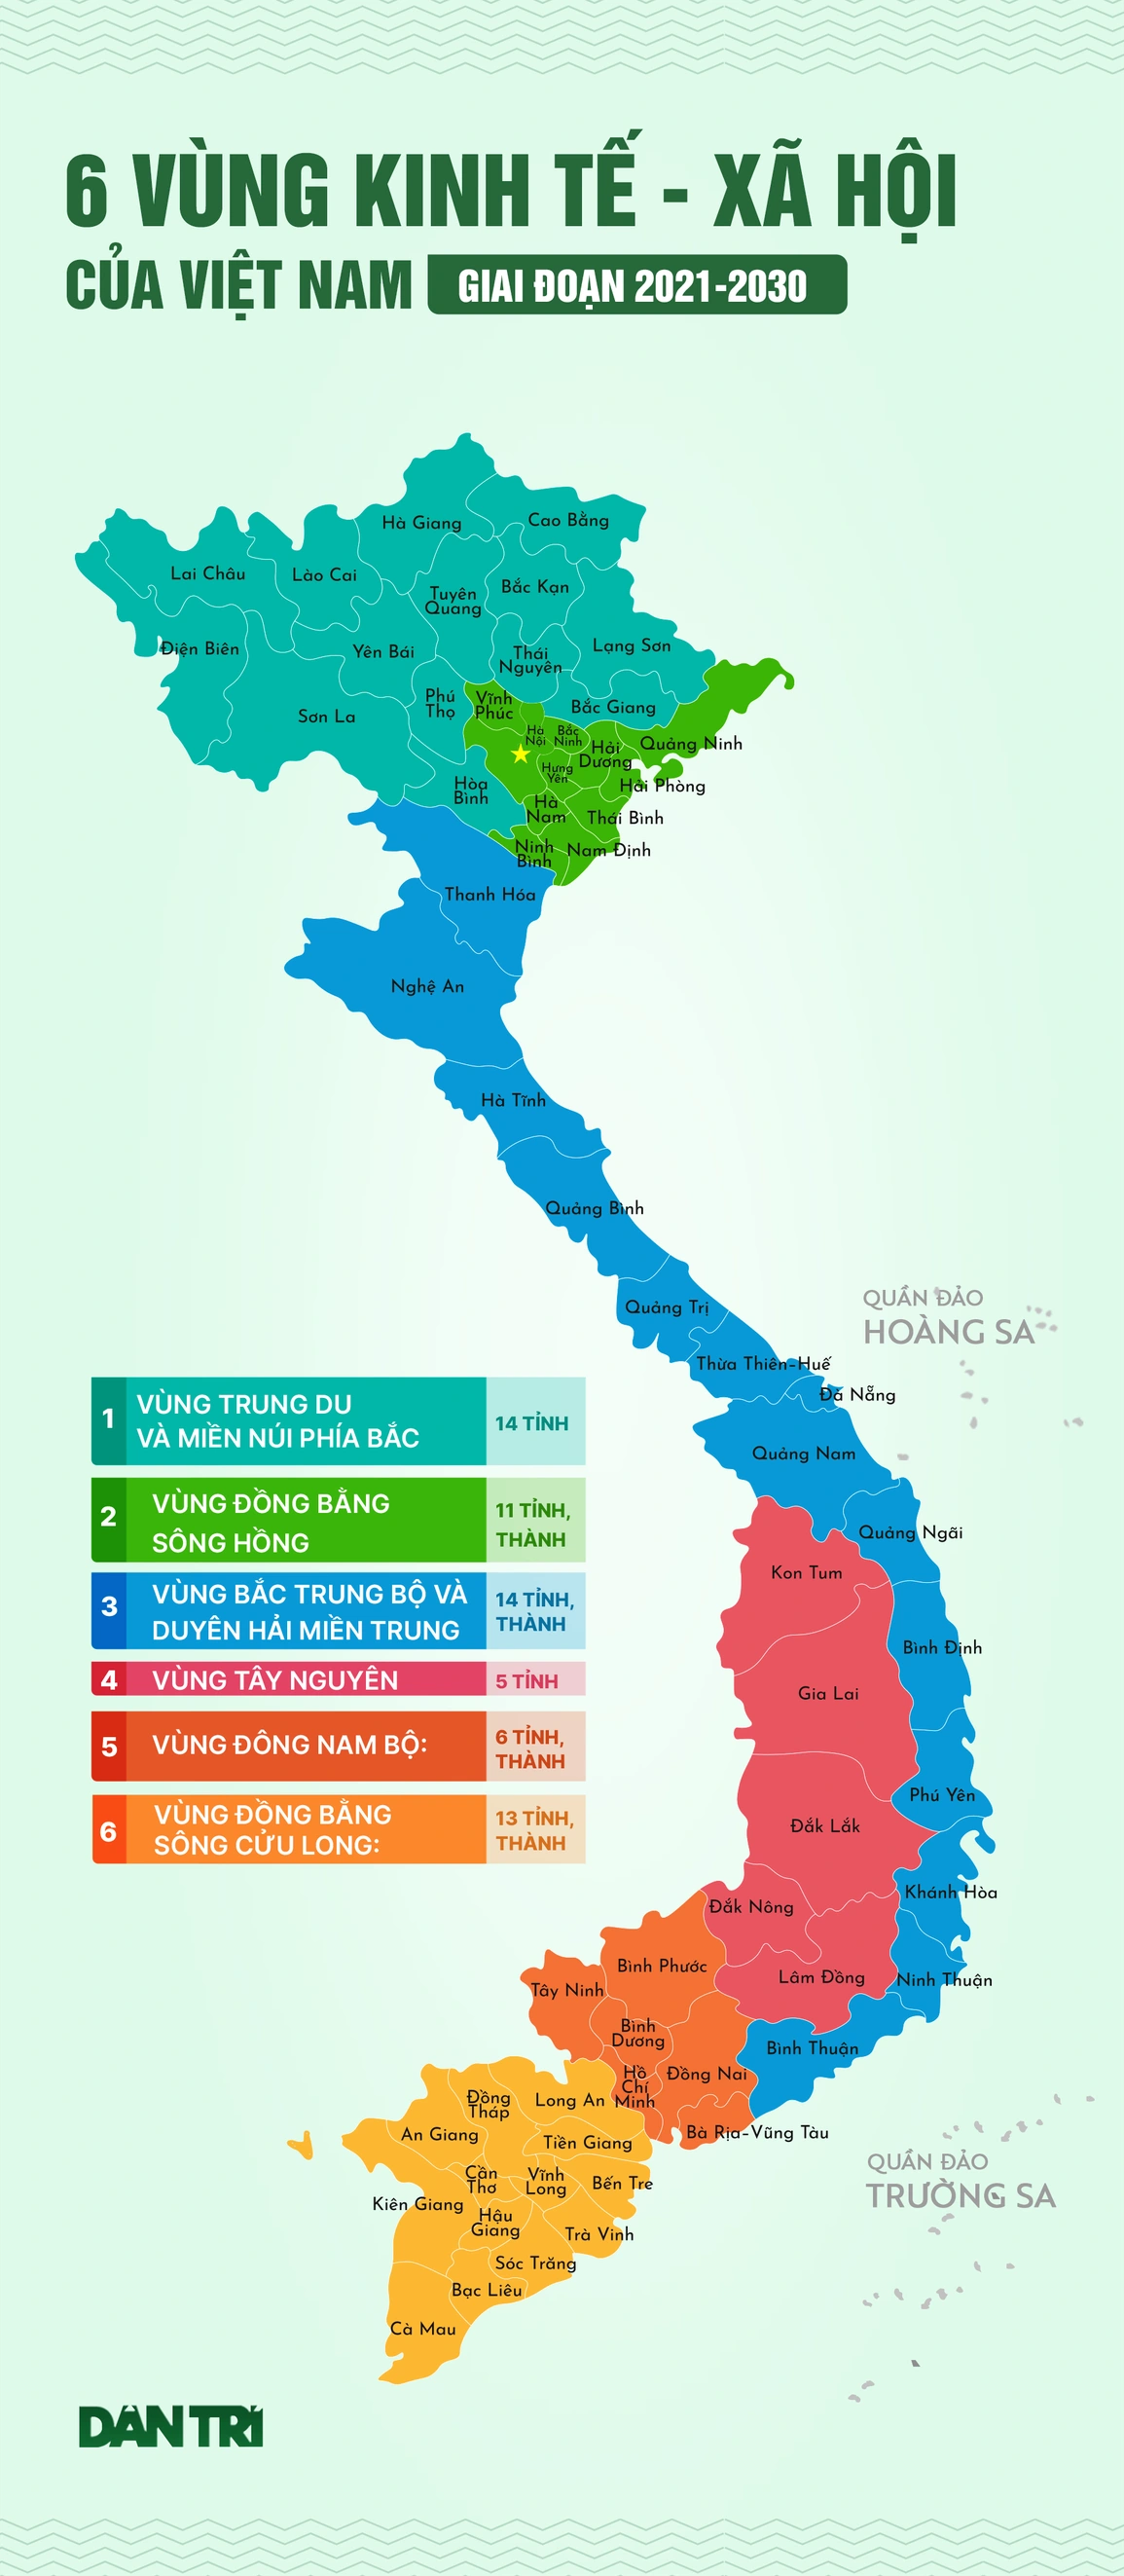 6 VÙNG KINH TẾ - XÃ HỘI
CỦA VIỆT NAM GIAI ĐOẠN 2021-2030
Hà Giang
Cao Bằng
Lai Châu
Lào Cai
Bắc Kạn
Tuyên
Quang
Điện Biên
Yên Bái
Lạng Sơn
Thái
Nguyên
Phú
Thọ
Vĩnh
Phúc
Bắc Giang
Sơn La
Hà
Nội
Bắc
Ninh
Hải
Dương
Quảng Ninh
Hưng
Yên
Hải Phòng
Hòa
Bình
Hà
Nam
Thái Bình
Ninh
Bình
Nam Định
Thanh Hóa
Nghệ An
Hà Tĩnh
Quảng Bình
Quảng Trị
QUẦN ĐẢO
HOÀNG SA
Thừa Thiên-Huế
Đà Nẵng
Quảng Nam
Quảng Ngãi
Kon Tum
Bình Định
Gia Lai
Phú Yên
Đắk Lắk
Khánh Hòa
Đắk Nông
Lâm Đồng
Ninh Thuận
Bình Thuận
1 VÙNG TRUNG DU
VÀ MIỀN NÚI PHÍA BẮC
14 TỈNH
2 VÙNG ĐỒNG BẰNG
SÔNG HỒNG
11 TỈNH,
THÀNH
3 VÙNG BẮC TRUNG BỘ VÀ
DUYÊN HẢI MIỀN TRUNG
14 TỈNH,
THÀNH
4 VÙNG TÂY NGUYÊN
5 TỈNH
5 VÙNG ĐÔNG NAM BỘ:
6 TỈNH,
THÀNH
6 VÙNG ĐỒNG BẰNG
SÔNG CỬU LONG:
13 TỈNH,
THÀNH
Bình Phước
Tây Ninh
Bình
Dương
Đồng Nai
Hồ
Chí
Minh
Bà Rịa-Vũng Tàu
Long An
Đồng
Tháp
An Giang
Tiền Giang
Cần
Thơ
Vĩnh
Long
Bến Tre
Kiên Giang
Hậu
Giang
Trà Vinh
Sóc Trăng
Bạc Liêu
Cà Mau
QUẦN ĐẢO
TRƯỜNG SA
DÂN TRÍ